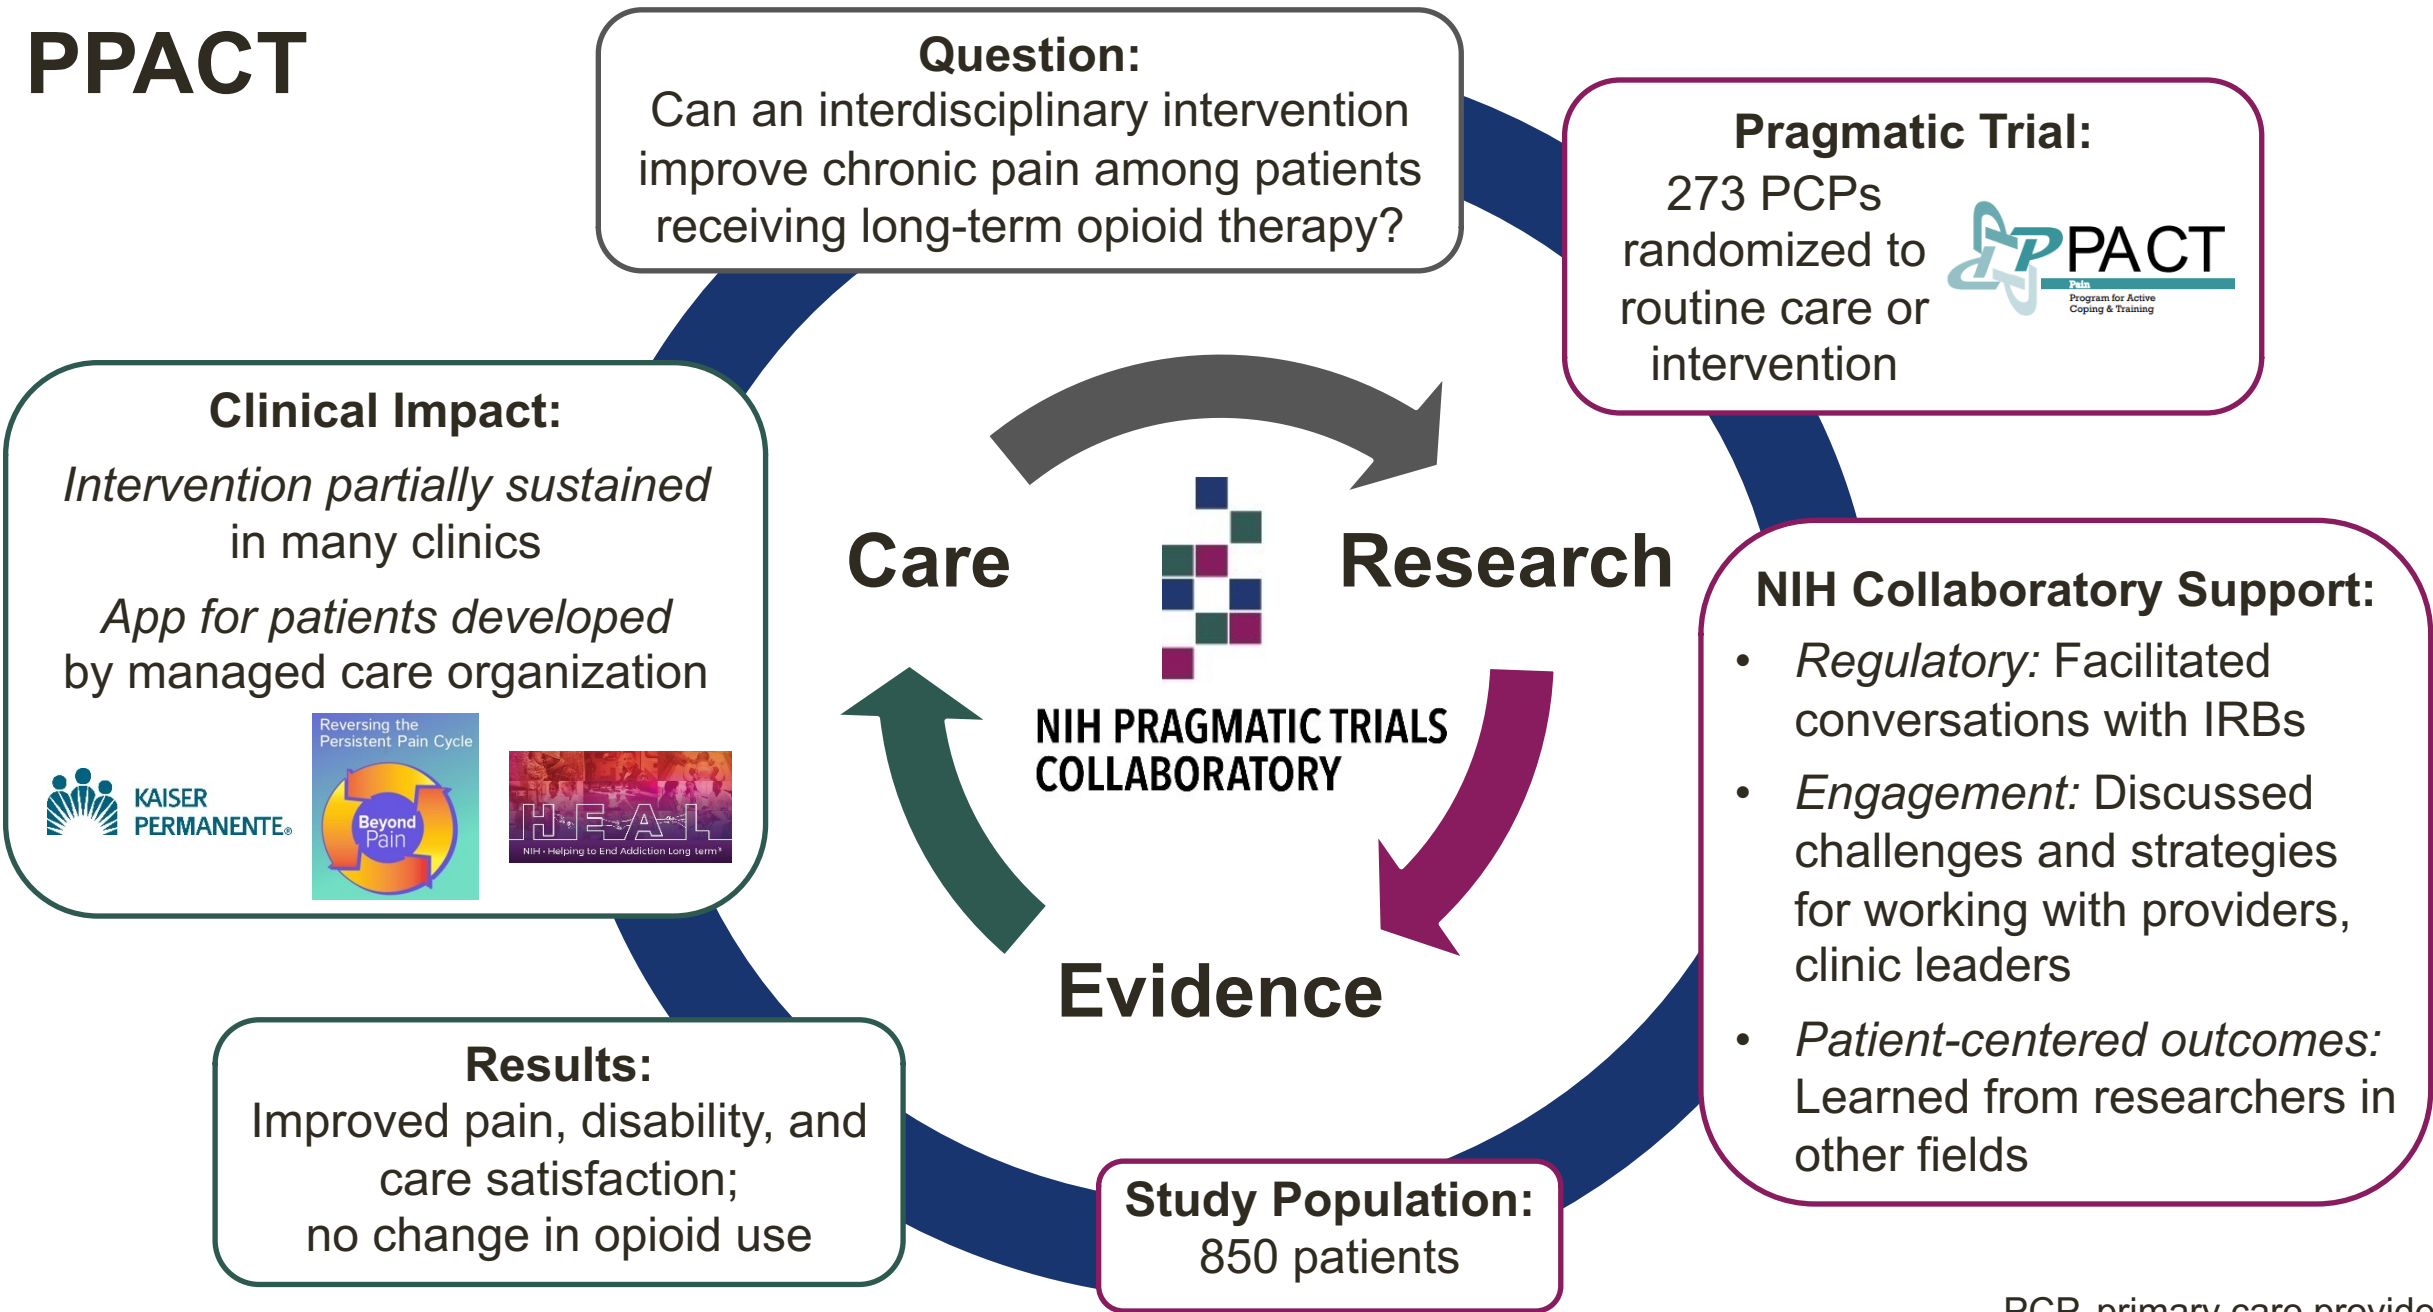 PPACT
Question:
Can an interdisciplinary intervention
improve chronic pain among patients
receiving long-term opioid therapy?
Pragmatic Trial:
273 PCPs
randomized to
routine care or
intervention
PPACT
Pain
Program for Active
Coping & Training
NIH Collaboratory Support:
• Regulatory: Facilitated
conversations with IRBs
• Engagement: Discussed
challenges and strategies
for working with providers,
clinic leaders
• Patient-centered outcomes:
Learned from researchers in
other fields
Study Population:
850 patients
Results:
Improved pain, disability, and
care satisfaction;
no change in opioid use
Clinical Impact:
Intervention partially sustained
in many clinics
App for patients developed
by managed care organization
KAISER
PERMANENTE®
Reversing the
Persistent Pain Cycle
Beyond
Pain
HEAL
NIH • Helping to End Addiction Long term®
Care
Research
Evidence
NIH PRAGMATIC TRIALS
COLLABORATORY
PCP, primary care provide